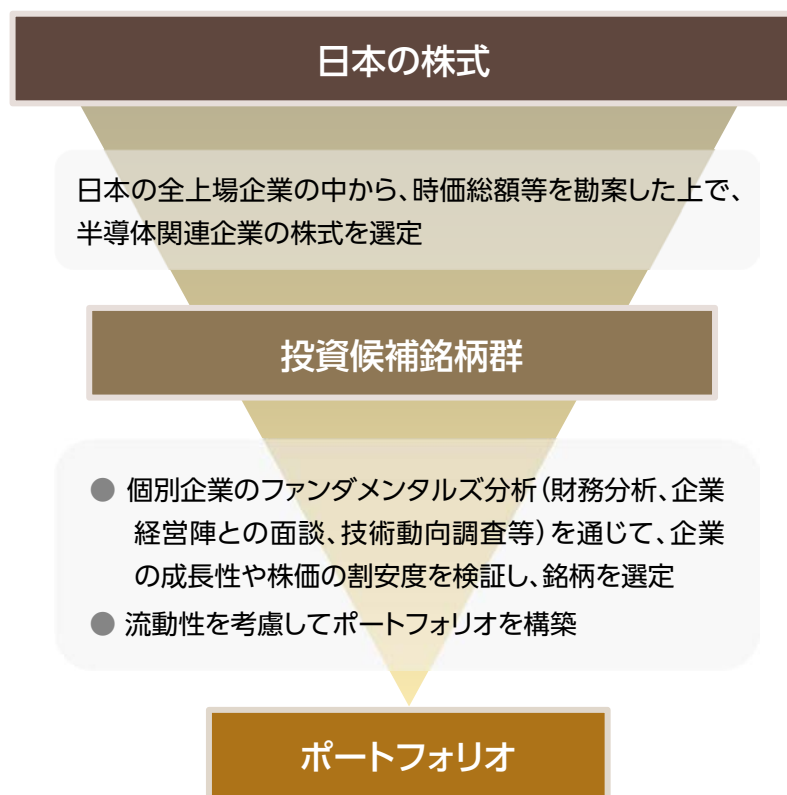 日本の株式
日本の全上場企業の中から、時価総額等を勘案した上で、
半導体関連企業の株式を選定
投資候補銘柄群
● 個別企業のファンダメンタルズ分析(財務分析、企業
経営陣との面談、技術動向調査等)を通じて、企業
の成長性や株価の割安度を検証し、銘柄を選定
● 流動性を考慮してポートフォリオを構築
ポートフォリオ